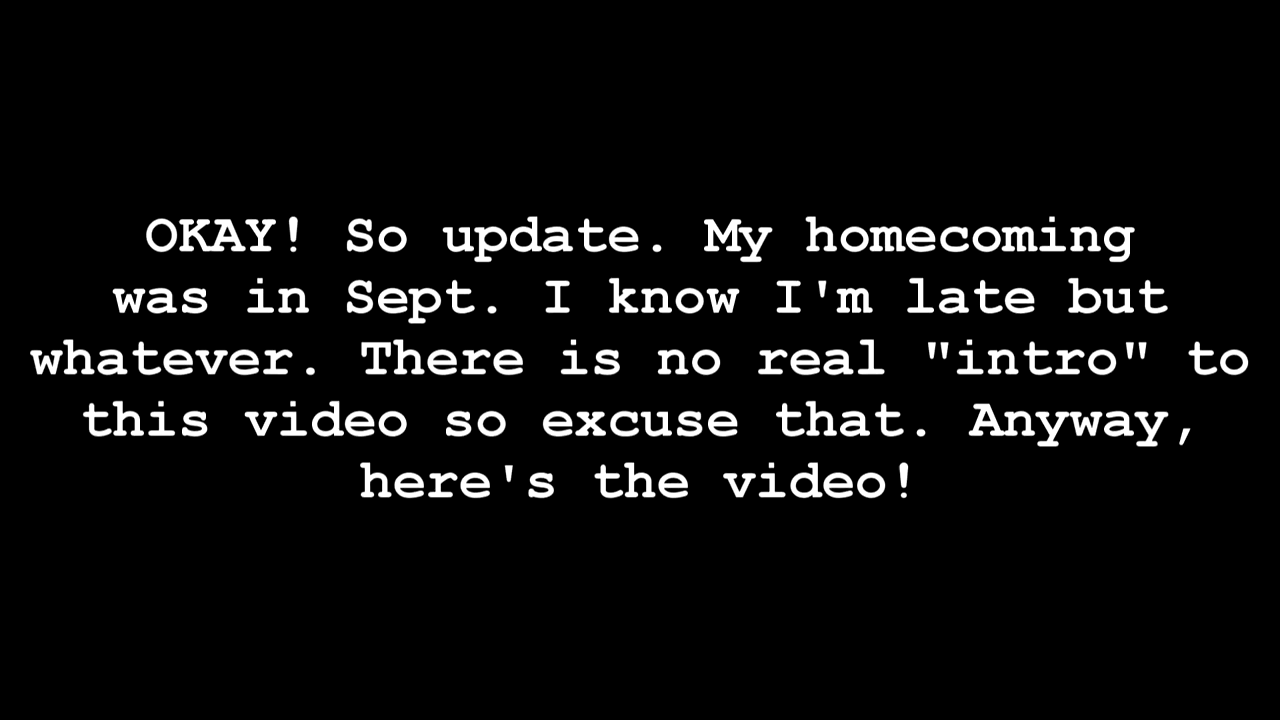 OKAY! So update. My homecoming
was in Sept. I know I'm late but
whatever. There is no real "intro" to
this video so excuse that. Anyway,
here's the video!